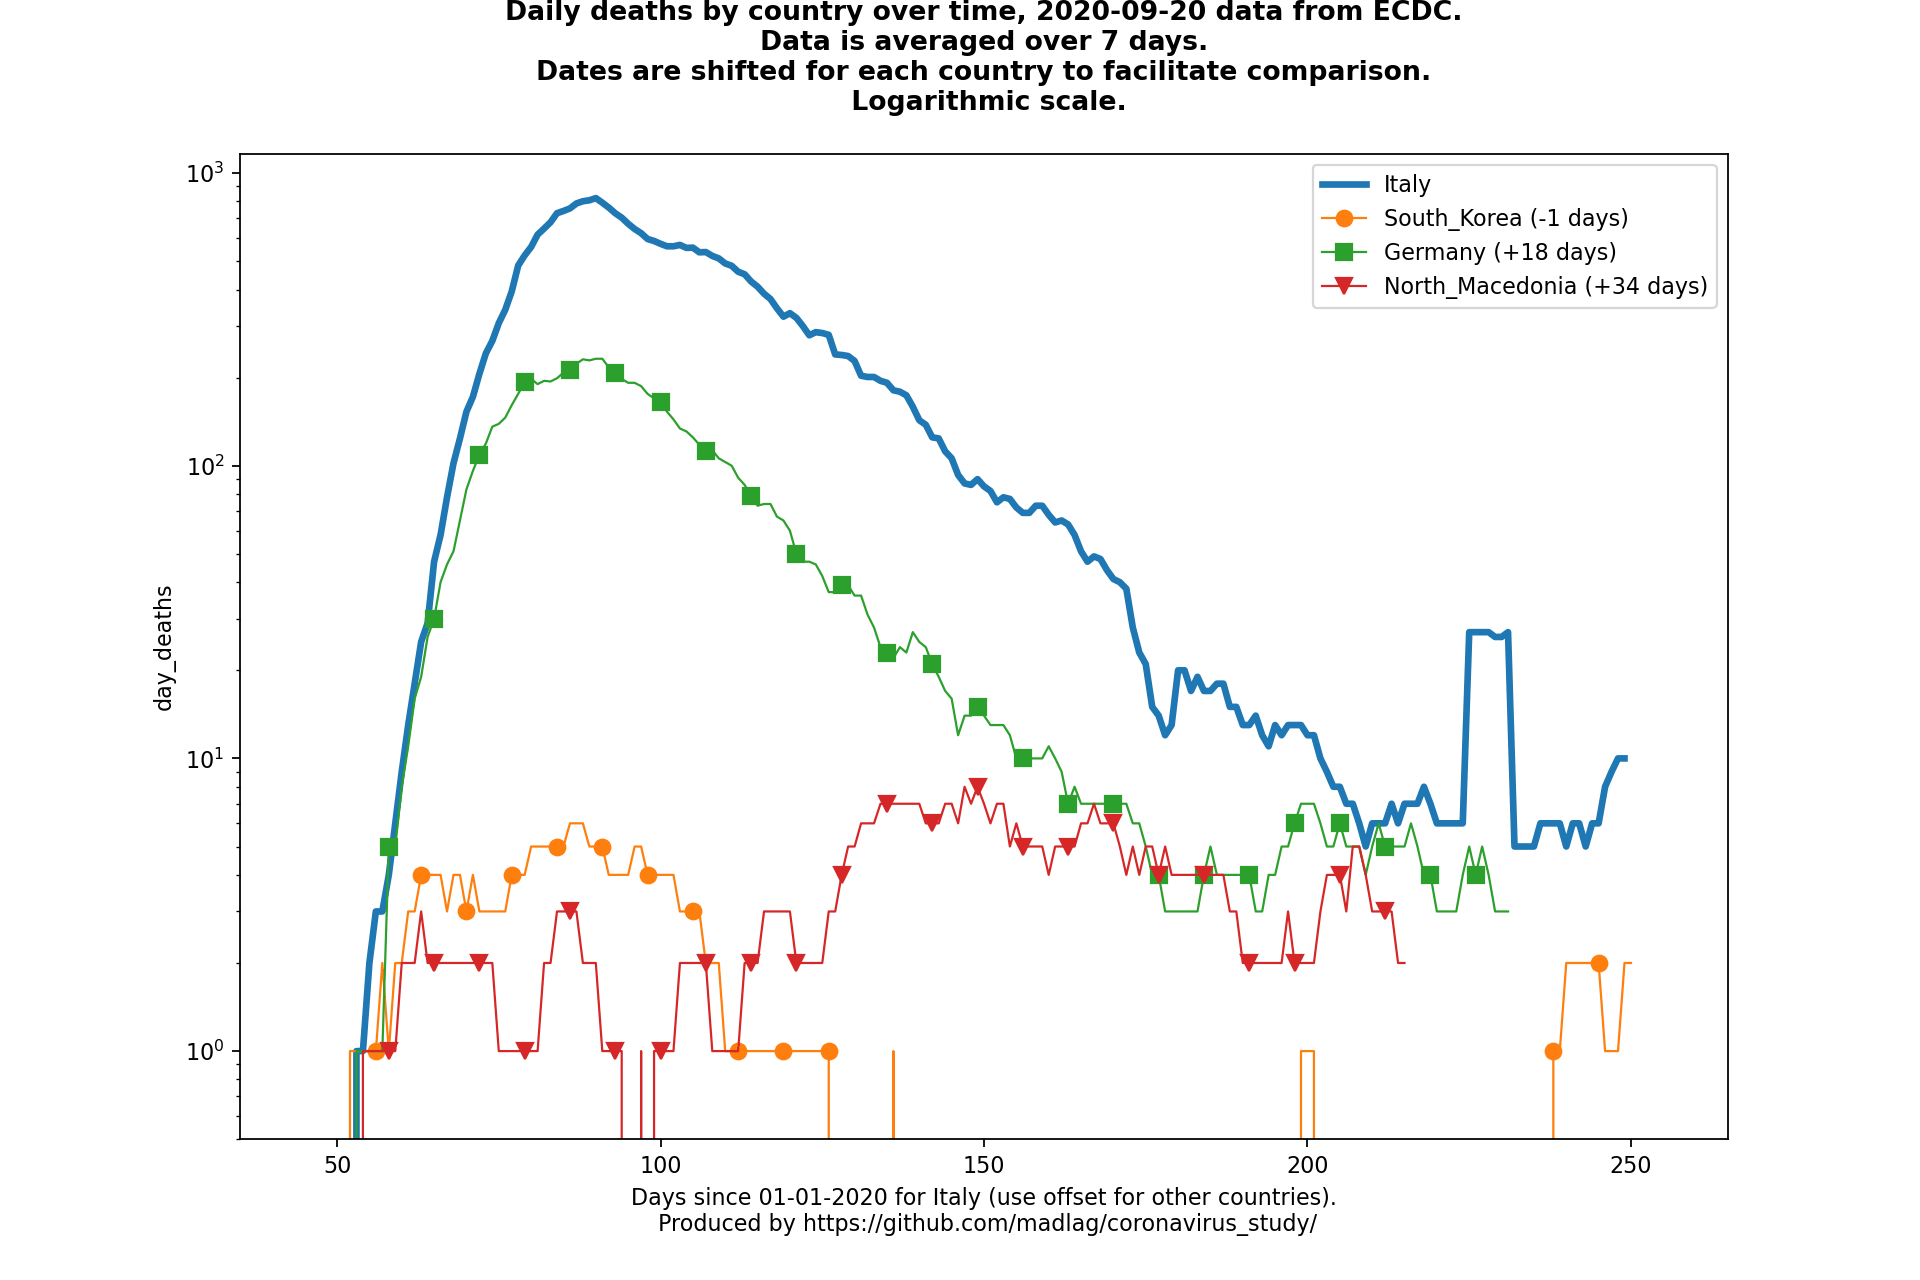 Daily deaths by country over time, 2020-09-20 data from ECDC.
Data is averaged over 7 days.
Dates are shifted for each country to facilitate comparison.
Logarithmic scale.
10³
10²
10¹
10⁰
day_deaths
Italy
South_Korea (-1 days)
Germany (+18 days)
North_Macedonia (+34 days)
50 100 150 200 250
Days since 01-01-2020 for Italy (use offset for other countries).
Produced by https://github.com/madlag/coronavirus_study/